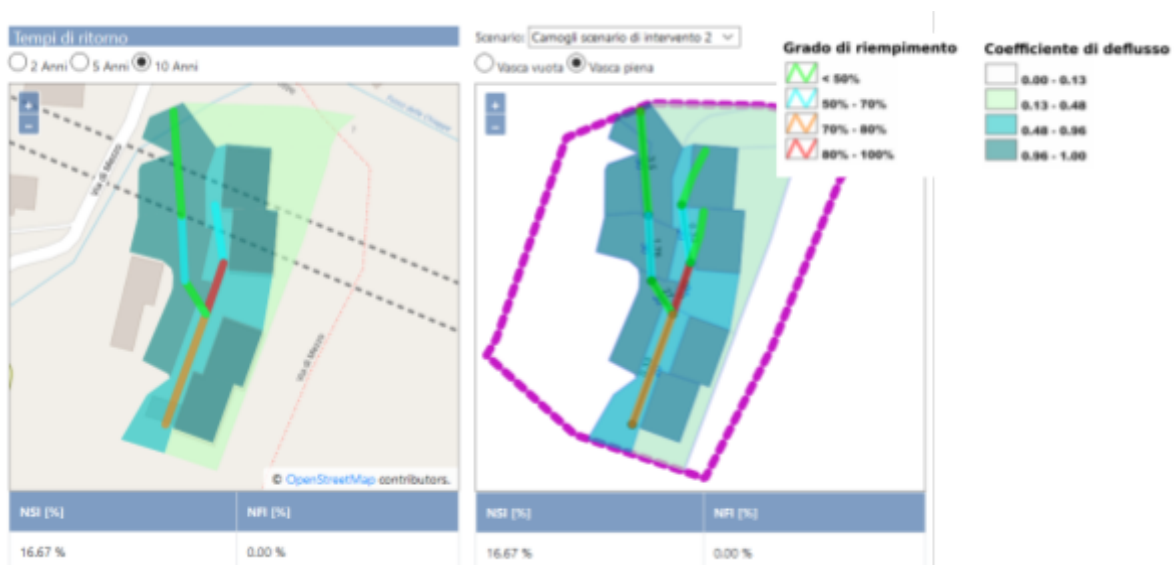 Tempi di ritorno
2 Anni 5 Anni 10 Anni
Scenario: Camogli scenario di intervento 2
Vasca vuota Vasca piena
Grado di riempimento
< 50%
50% - 70%
70% - 80%
80% - 100%
Coefficiente di deflusso
0.00 - 0.13
0.13 - 0.48
0.48 - 0.96
0.96 - 1.00
+
−
Via di Mezzo
Via di Mezzo
© OpenStreetMap contributors.
+
−
NSI [%] NFI [%]
16.67 % 0.00 %
NSI [%] NFI [%]
16.67 % 0.00 %